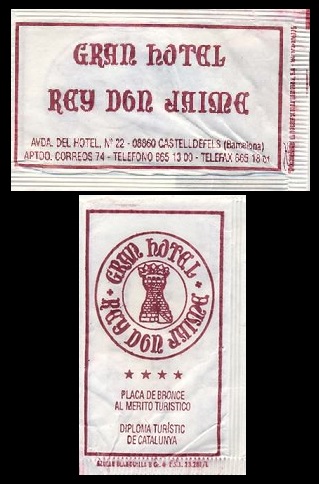 GRAN HOTEL
REY DON JAIME
AVDA. DEL HOTEL, Nº 22 - 08860 CASTELLDEFELS (Barcelona)
APTDO. CORREOS 74 - TELEFONO 665 13 00 - TELEFAX 665 18 01
GRAN HOTEL
REY DON JAIME
PLACA DE BRONCE
AL MERITO TURISTICO
DIPLOMA TURÍSTIC
DE CATALUNYA